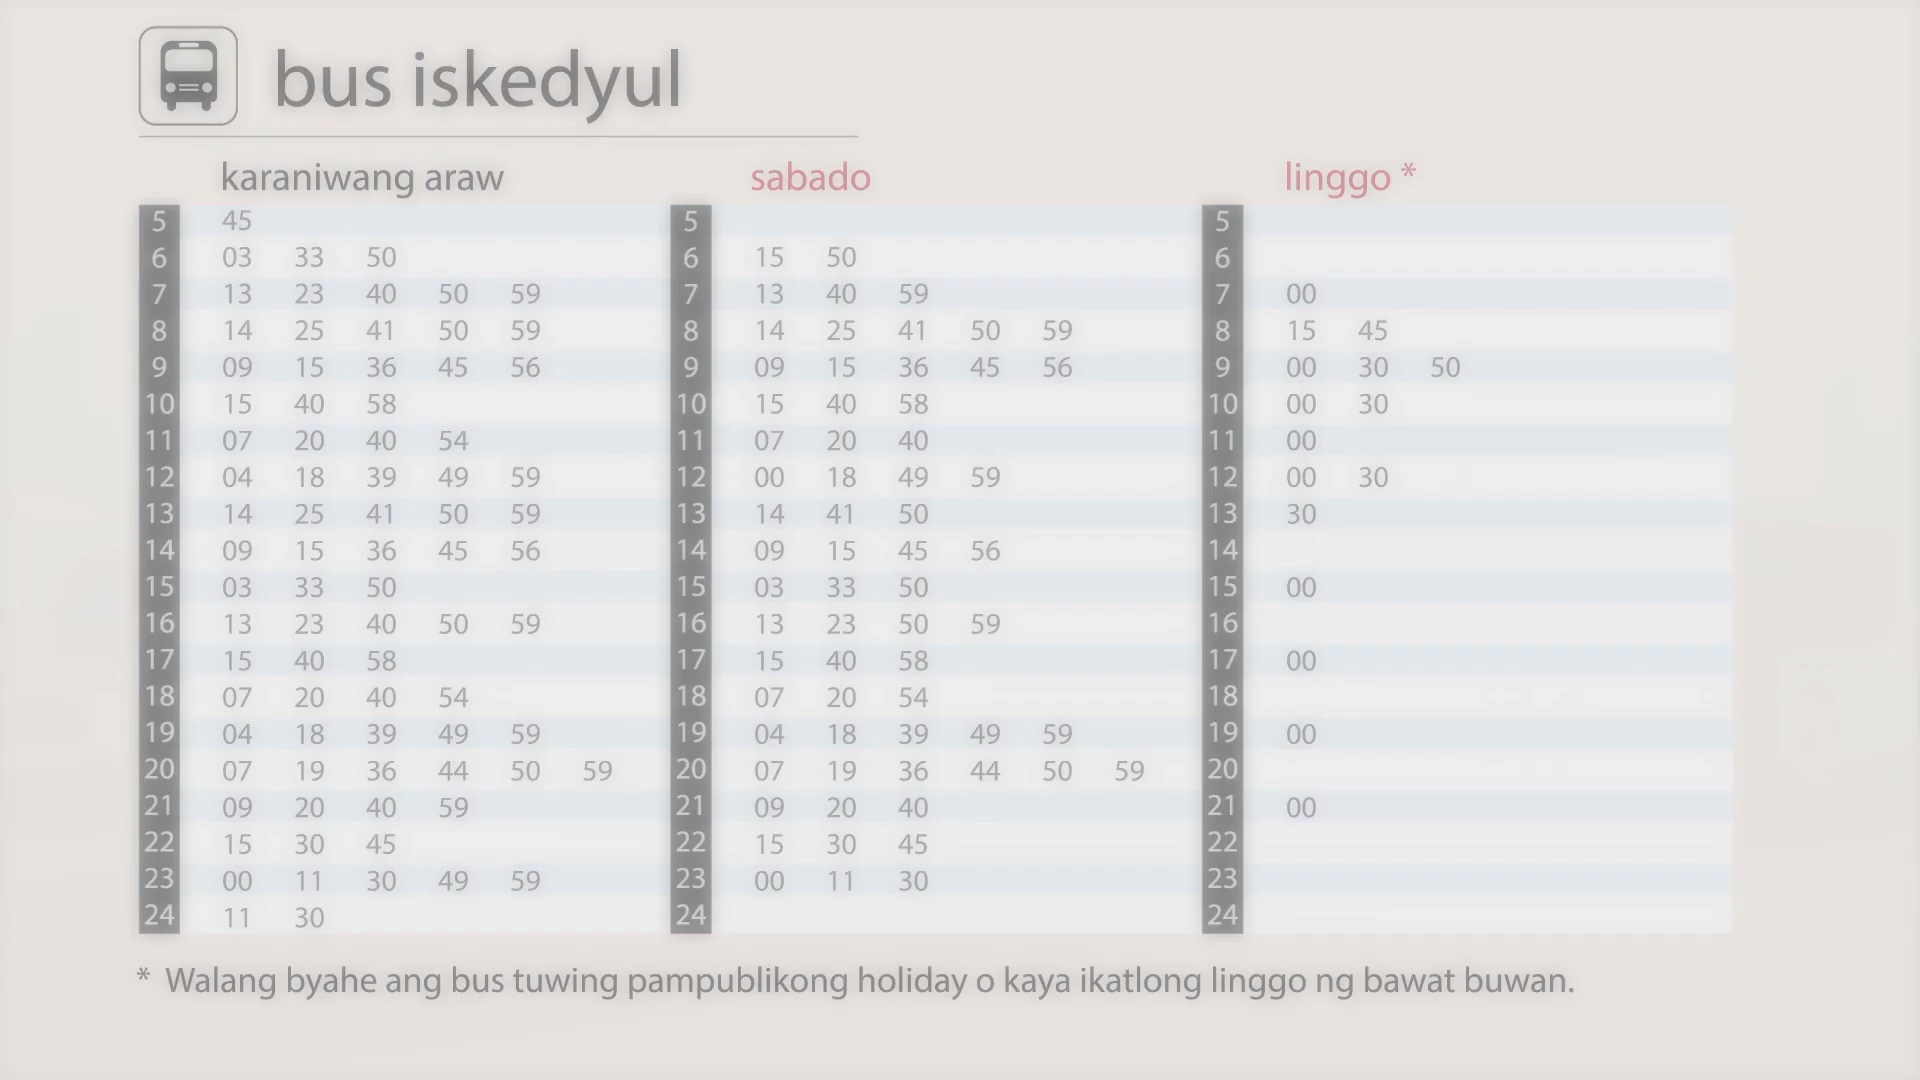 bus iskedyul
karaniwang araw sabado linggo *
5 45 5 5
6 03 33 50 6 15 50 6
7 13 23 40 50 59 7 13 40 59 7 00
8 14 25 41 50 59 8 14 25 41 50 59 8 15 45
9 09 15 36 45 56 9 09 15 36 45 56 9 00 30 50
10 15 40 58 10 15 40 58 10 00 30
11 07 20 40 54 11 07 20 40 11 00
12 04 18 39 49 59 12 00 18 49 59 12 00 30
13 14 25 41 50 59 13 14 41 50 13 30
14 09 15 36 45 56 14 09 15 45 56 14
15 03 33 50 15 03 33 50 15 00
16 13 23 40 50 59 16 13 23 50 59 16
17 15 40 58 17 15 40 58 17 00
18 07 20 40 54 18 07 20 54 18
19 04 18 39 49 59 19 04 18 39 49 59 19 00
20 07 19 36 44 50 59 20 07 19 36 44 50 59 20
21 09 20 40 59 21 09 20 40 21 00
22 15 30 45 22 15 30 45 22
23 00 11 30 49 59 23 00 11 30 23
24 11 30 24 24
* Walang byahe ang bus tuwing pampublikong holiday o kaya ikatlong linggo ng bawat buwan.